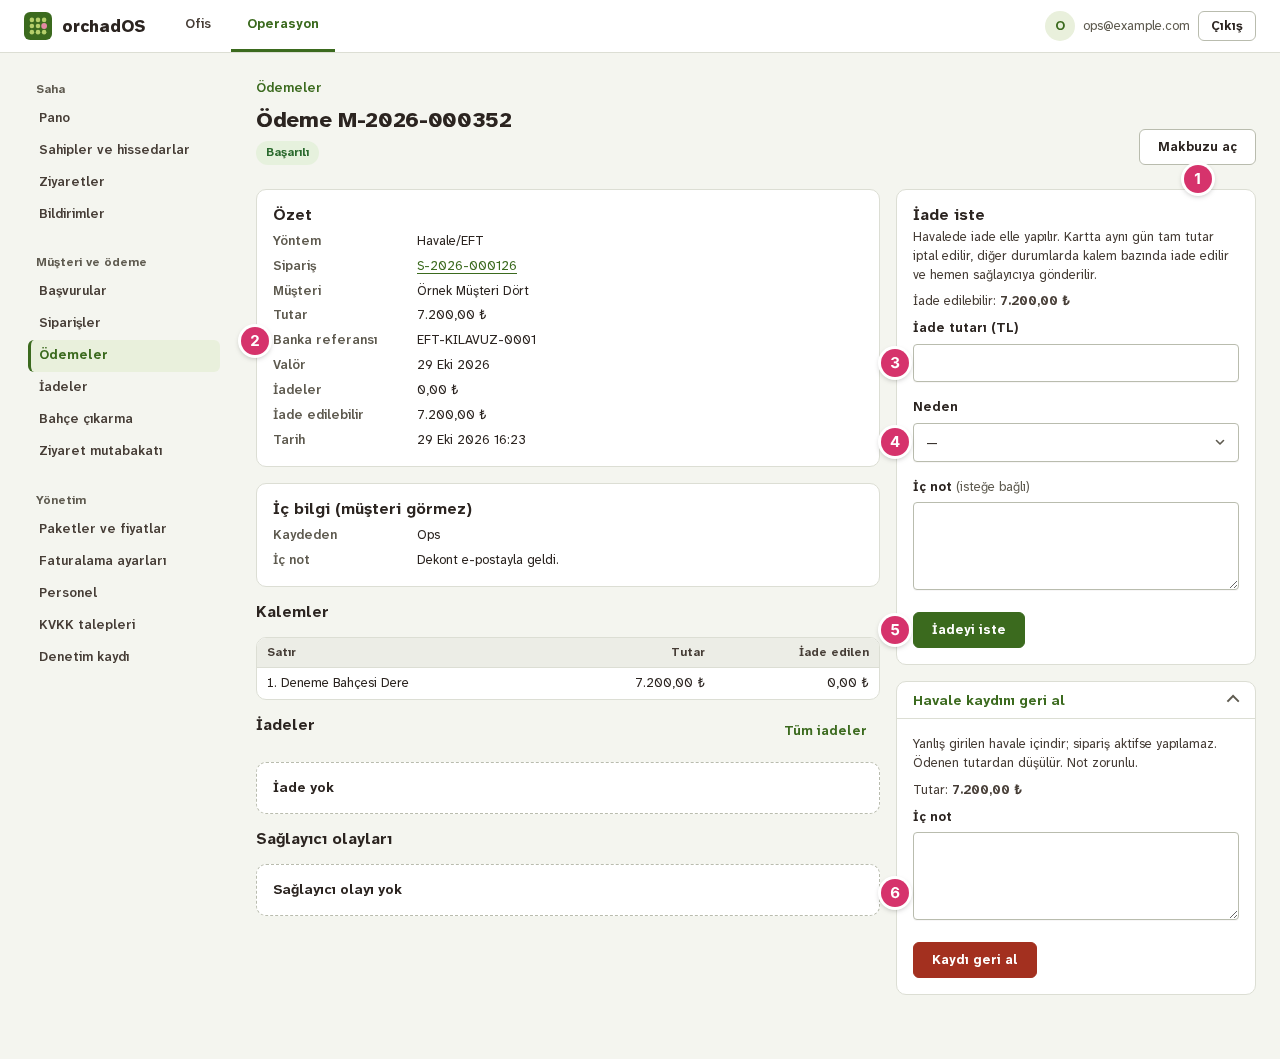 orchadOS
Ofis
Operasyon
O
ops@example.com
Çıkış
Saha
Pano
Sahipler ve hissedarlar
Ziyaretler
Bildirimler
Müşteri ve ödeme
Başvurular
Siparişler
Ödemeler
İadeler
Bahçe çıkarma
Ziyaret mutabakatı
Yönetim
Paketler ve fiyatlar
Faturalama ayarları
Personel
KVKK talepleri
Denetim kaydı
Ödemeler
Ödeme M-2026-000352
Başarılı
Makbuzu aç
1
Özet
Yöntem Havale/EFT
Sipariş S-2026-000126
Müşteri Örnek Müşteri Dört
Tutar 7.200,00 ₺
2
Banka referansı EFT-KILAVUZ-0001
Valör 29 Eki 2026
İadeler 0,00 ₺
İade edilebilir 7.200,00 ₺
Tarih 29 Eki 2026 16:23
İç bilgi (müşteri görmez)
Kaydeden Ops
İç not Dekont e-postayla geldi.
Kalemler
Satır Tutar İade edilen
1. Deneme Bahçesi Dere 7.200,00 ₺ 0,00 ₺
İadeler
Tüm iadeler
İade yok
Sağlayıcı olayları
Sağlayıcı olayı yok
İade iste
Havalede iade elle yapılır. Kartta aynı gün tam tutar
iptal edilir, diğer durumlarda kalem bazında iade edilir
ve hemen sağlayıcıya gönderilir.
İade edilebilir: 7.200,00 ₺
İade tutarı (TL)
3
Neden
4
—
İç not (isteğe bağlı)
5
İadeyi iste
Havale kaydını geri al
Yanlış girilen havale içindir; sipariş aktifse yapılamaz.
Ödenen tutardan düşülür. Not zorunlu.
Tutar: 7.200,00 ₺
İç not
6
Kaydı geri al